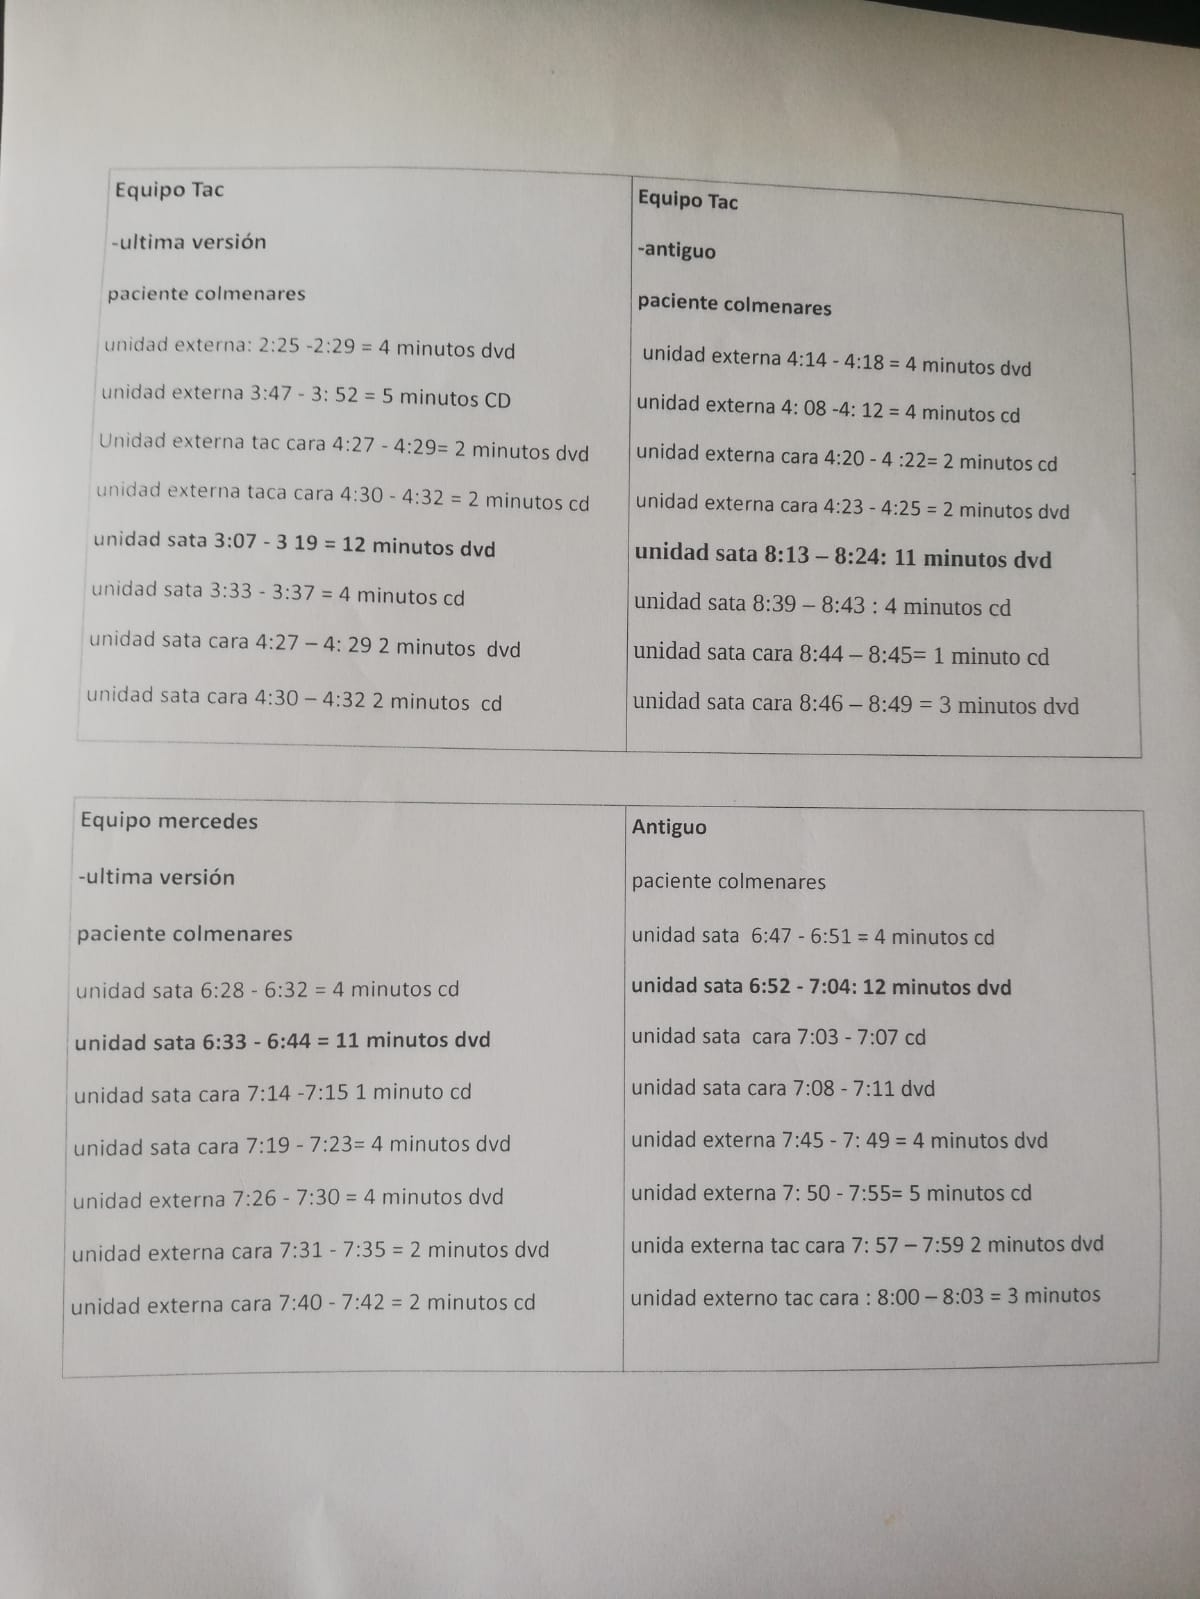 Equipo Tac
-ultima versión
paciente colmenares
unidad externa: 2:25 -2:29 = 4 minutos dvd
unidad externa 3:47 - 3: 52 = 5 minutos CD
Unidad externa tac cara 4:27 - 4:29= 2 minutos dvd
unidad externa taca cara 4:30 - 4:32 = 2 minutos cd
unidad sata 3:07 - 3 19 = 12 minutos dvd
unidad sata 3:33 - 3:37 = 4 minutos cd
unidad sata cara 4:27 – 4: 29 2 minutos dvd
unidad sata cara 4:30 – 4:32 2 minutos cd
Equipo Tac
-antiguo
paciente colmenares
unidad externa 4:14 - 4:18 = 4 minutos dvd
unidad externa 4: 08 -4: 12 = 4 minutos cd
unidad externa cara 4:20 - 4 :22= 2 minutos cd
unidad externa cara 4:23 - 4:25 = 2 minutos dvd
unidad sata 8:13 – 8:24: 11 minutos dvd
unidad sata 8:39 – 8:43 : 4 minutos cd
unidad sata cara 8:44 – 8:45= 1 minuto cd
unidad sata cara 8:46 – 8:49 = 3 minutos dvd
Equipo mercedes
-ultima versión
paciente colmenares
unidad sata 6:28 - 6:32 = 4 minutos cd
unidad sata 6:33 - 6:44 = 11 minutos dvd
unidad sata cara 7:14 -7:15 1 minuto cd
unidad sata cara 7:19 - 7:23= 4 minutos dvd
unidad externa 7:26 - 7:30 = 4 minutos dvd
unidad externa cara 7:31 - 7:35 = 2 minutos dvd
unidad externa cara 7:40 - 7:42 = 2 minutos cd
Antiguo
paciente colmenares
unidad sata 6:47 - 6:51 = 4 minutos cd
unidad sata 6:52 - 7:04: 12 minutos dvd
unidad sata cara 7:03 - 7:07 cd
unidad sata cara 7:08 - 7:11 dvd
unidad externa 7:45 - 7: 49 = 4 minutos dvd
unidad externa 7: 50 - 7:55= 5 minutos cd
unida externa tac cara 7: 57 – 7:59 2 minutos dvd
unidad externo tac cara : 8:00 – 8:03 = 3 minutos